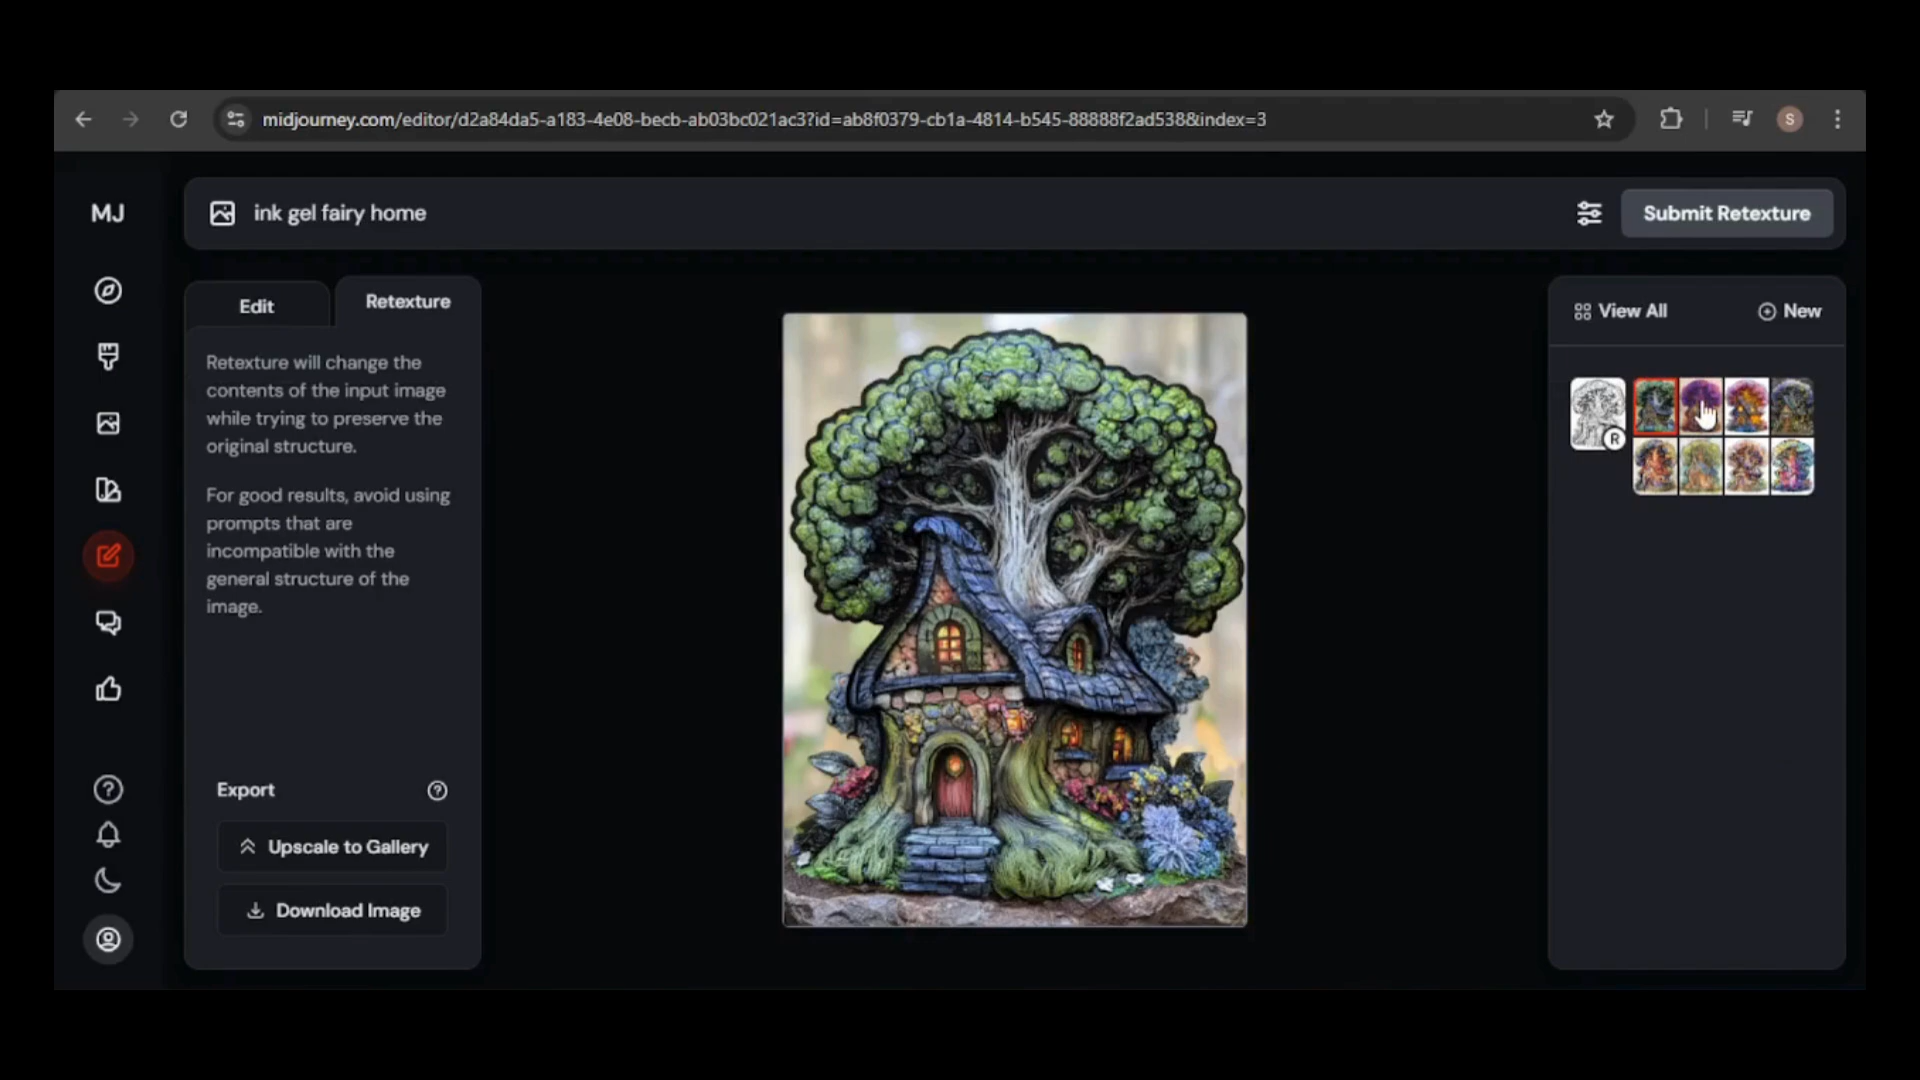 midjourney.com/editor/d2a84da5-a183-4e08-becb-ab03bc021ac3?id=ab8f0379-cb1a-4814-b545-88888f2ad538&index=3
S
MJ
ink gel fairy home
Submit Retexture
Edit
Retexture
View All
New
Retexture will change the
contents of the input image
while trying to preserve the
original structure.
For good results, avoid using
prompts that are
incompatible with the
general structure of the
image.
R
Export
Upscale to Gallery
Download Image